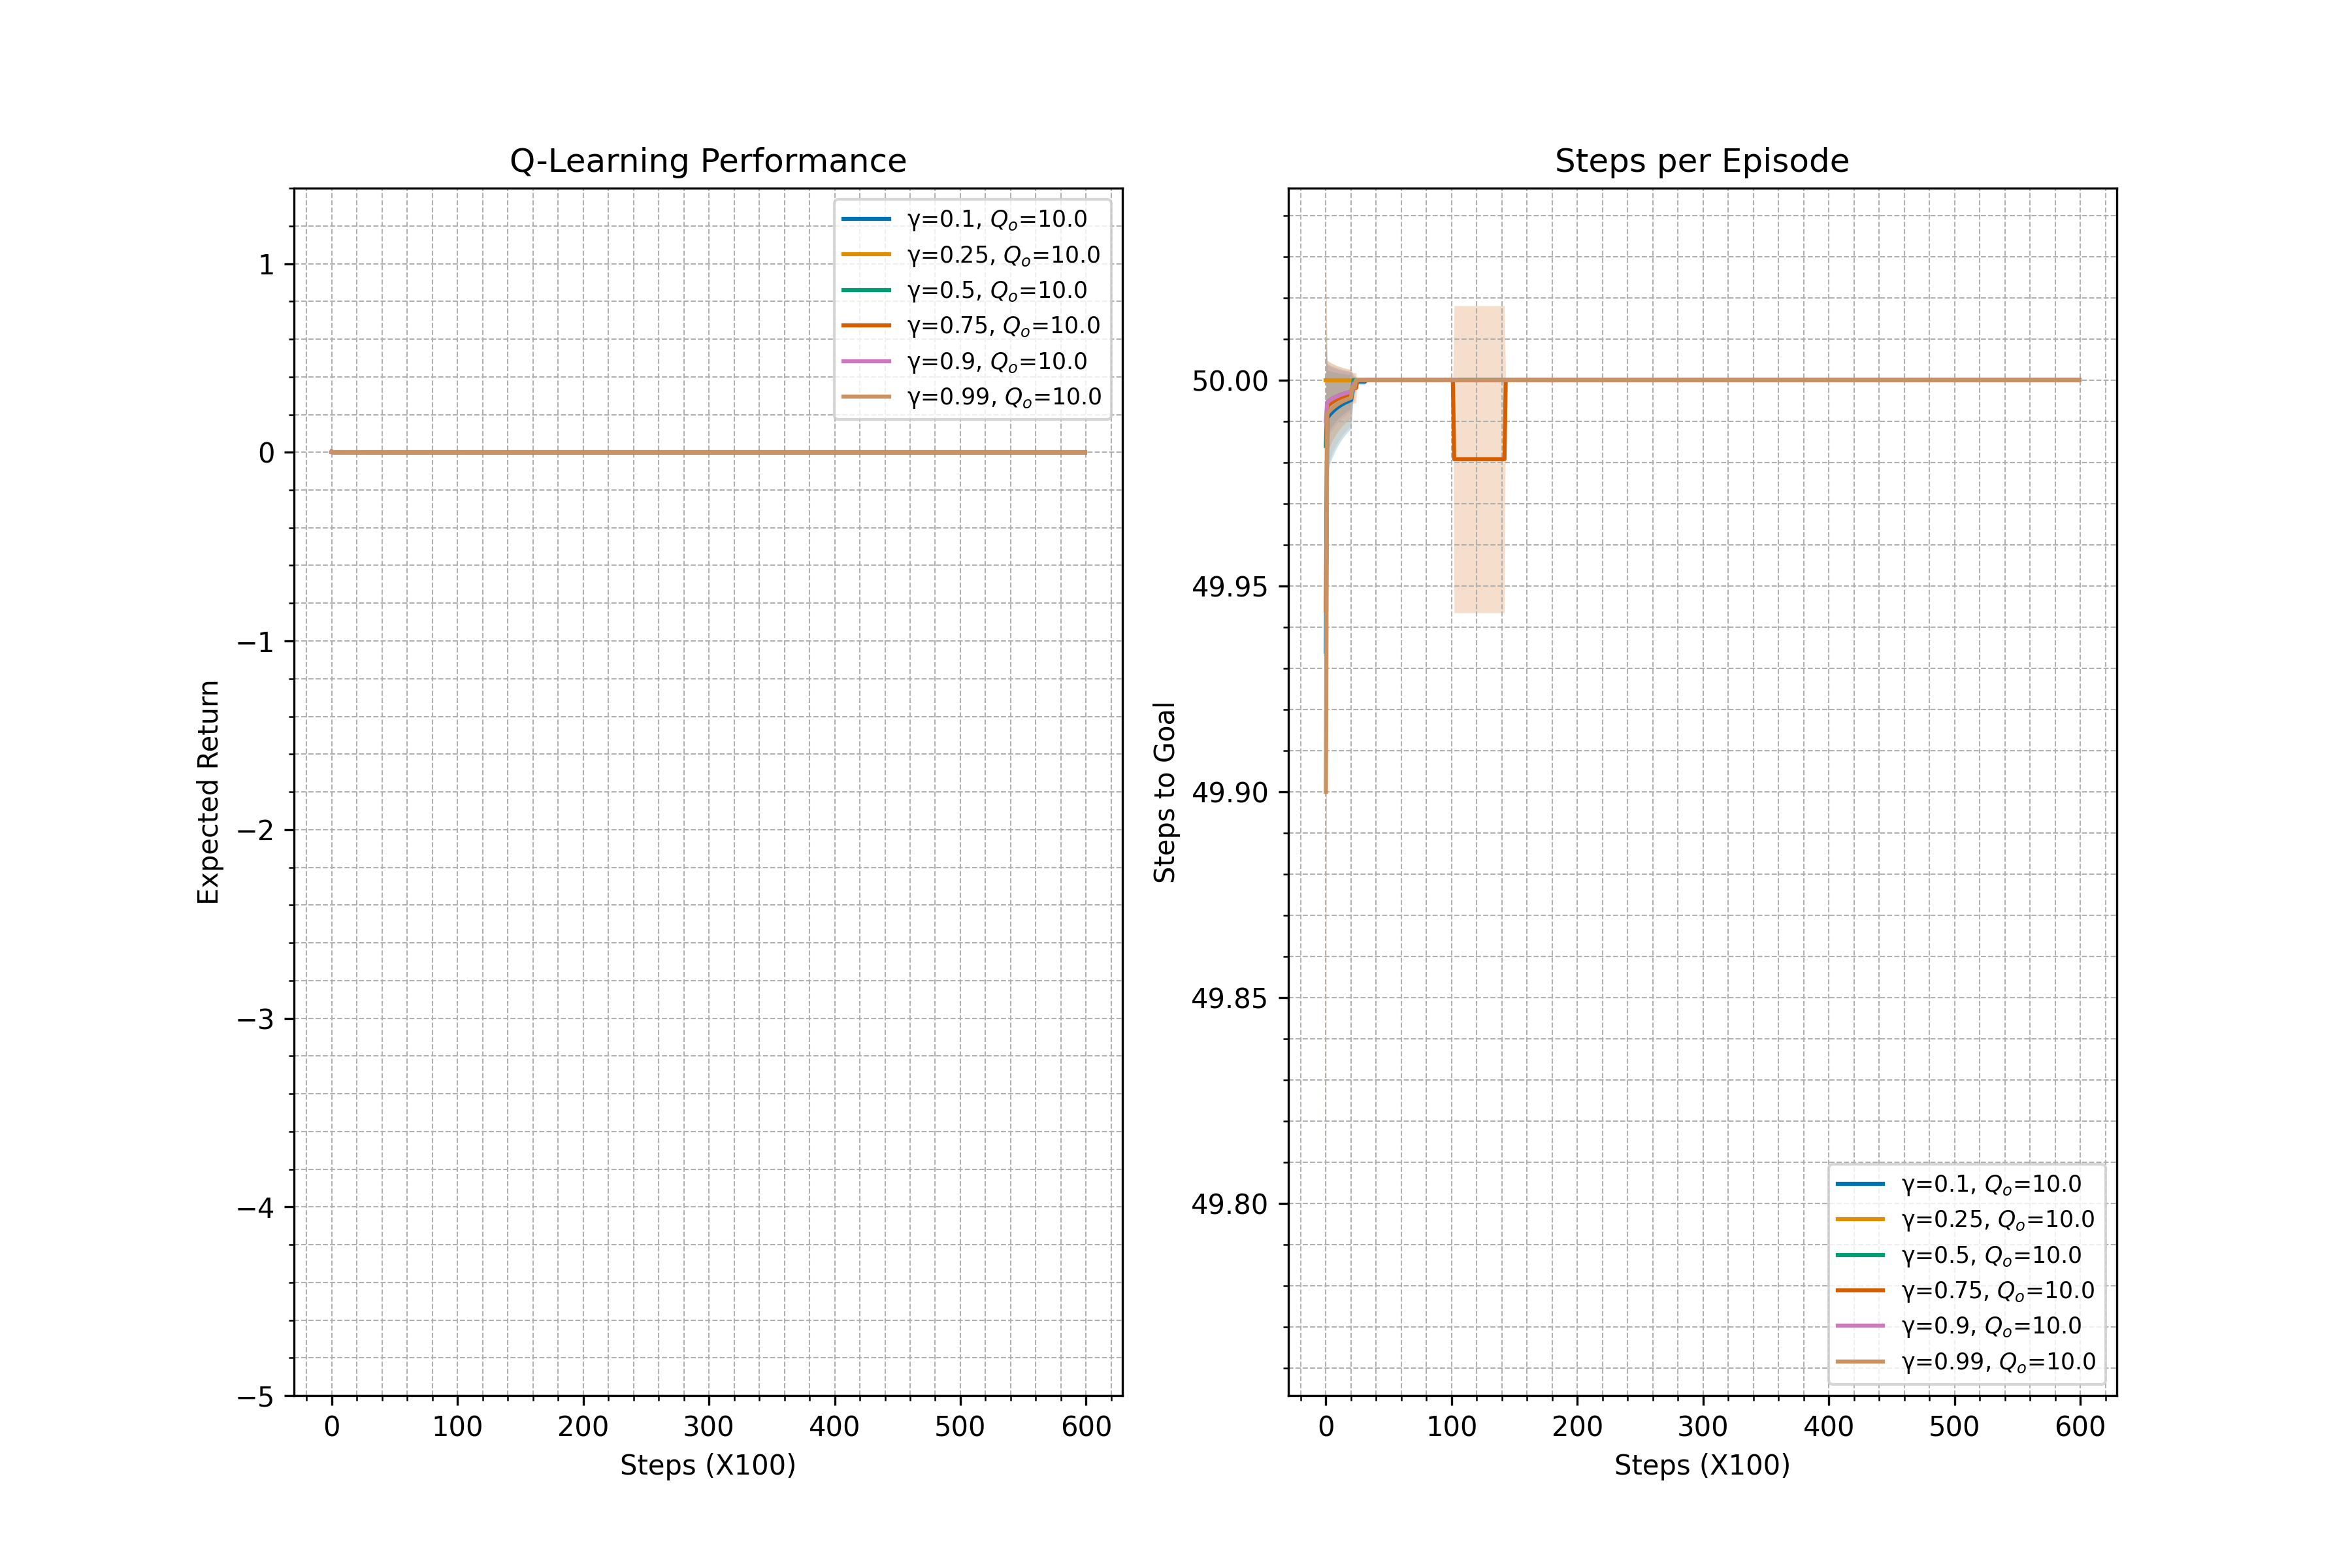 Q-Learning Performance
1
0
−1
−2
−3
−4
−5
Expected Return
0 100 200 300 400 500 600
Steps (X100)
γ=0.1, Qo=10.0
γ=0.25, Qo=10.0
γ=0.5, Qo=10.0
γ=0.75, Qo=10.0
γ=0.9, Qo=10.0
γ=0.99, Qo=10.0
Steps per Episode
50.00
49.95
49.90
49.85
49.80
Steps to Goal
0 100 200 300 400 500 600
Steps (X100)
γ=0.1, Qo=10.0
γ=0.25, Qo=10.0
γ=0.5, Qo=10.0
γ=0.75, Qo=10.0
γ=0.9, Qo=10.0
γ=0.99, Qo=10.0